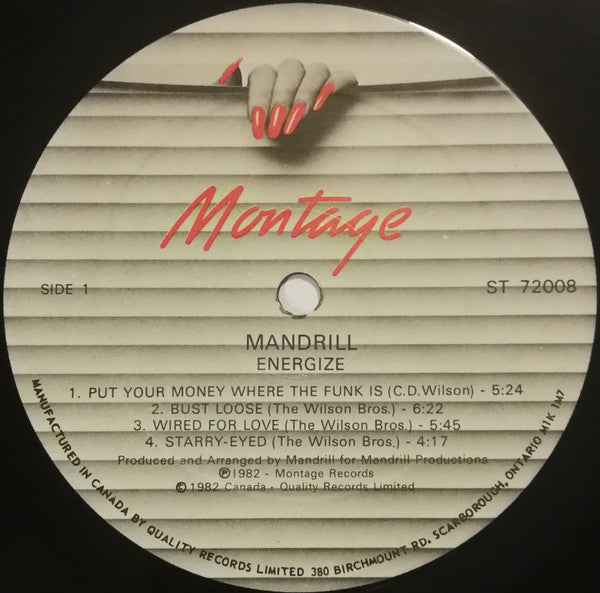 Montage
SIDE 1
ST 72008
MANDRILL
ENERGIZE
1. PUT YOUR MONEY WHERE THE FUNK IS (C.D.Wilson) - 5:24
2. BUST LOOSE (The Wilson Bros.) - 6:22
3. WIRED FOR LOVE (The Wilson Bros.) - 5:45
4. STARRY-EYED (The Wilson Bros.) - 4:17
Produced and Arranged by Mandrill for Mandrill Productions
℗1982 - Montage Records
©1982 Canada - Quality Records Limited
MANUFACTURED IN CANADA BY QUALITY RECORDS LIMITED 380 BIRCHMOUNT RD, SCARBOROUGH, ONTARIO M1K 1M7